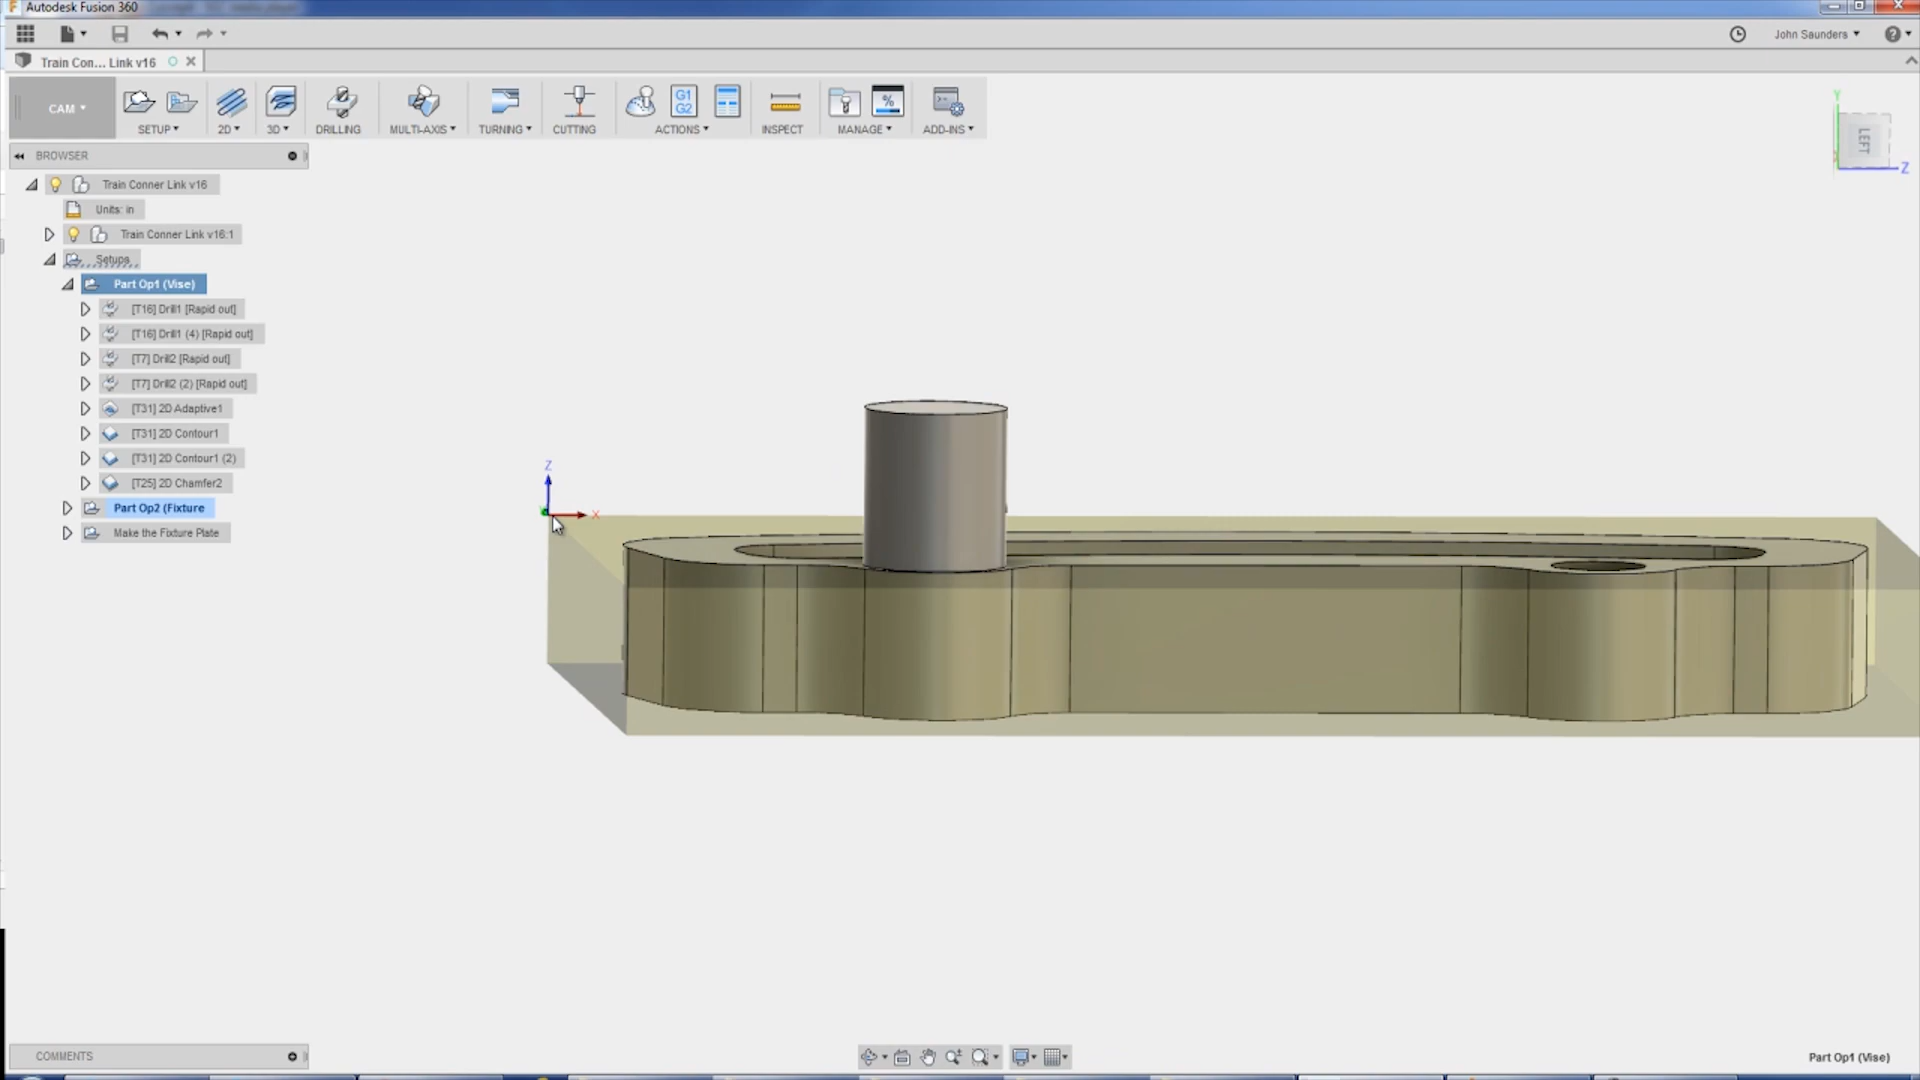 Autodesk Fusion 360
John Saunders
Train Con... Link v16
CAM
SETUP
2D
3D
DRILLING
MULTI-AXIS
TURNING
CUTTING
G1
G2
ACTIONS
INSPECT
%
MANAGE
ADD-INS
BROWSER
Train Conner Link v16
Units: in
Train Conner Link v16:1
Setups
Part Op1 (Vise)
[T16] Drill1 [Rapid out]
[T16] Drill1 (4) [Rapid out]
[T7] Drill2 [Rapid out]
[T7] Drill2 (2) [Rapid out]
[T31] 2D Adaptive1
[T31] 2D Contour1
[T31] 2D Contour1 (2)
[T25] 2D Chamfer2
Part Op2 (Fixture
Make the Fixture Plate
Y
LEFT
Z
Z
X
COMMENTS
Part Op1 (Vise)